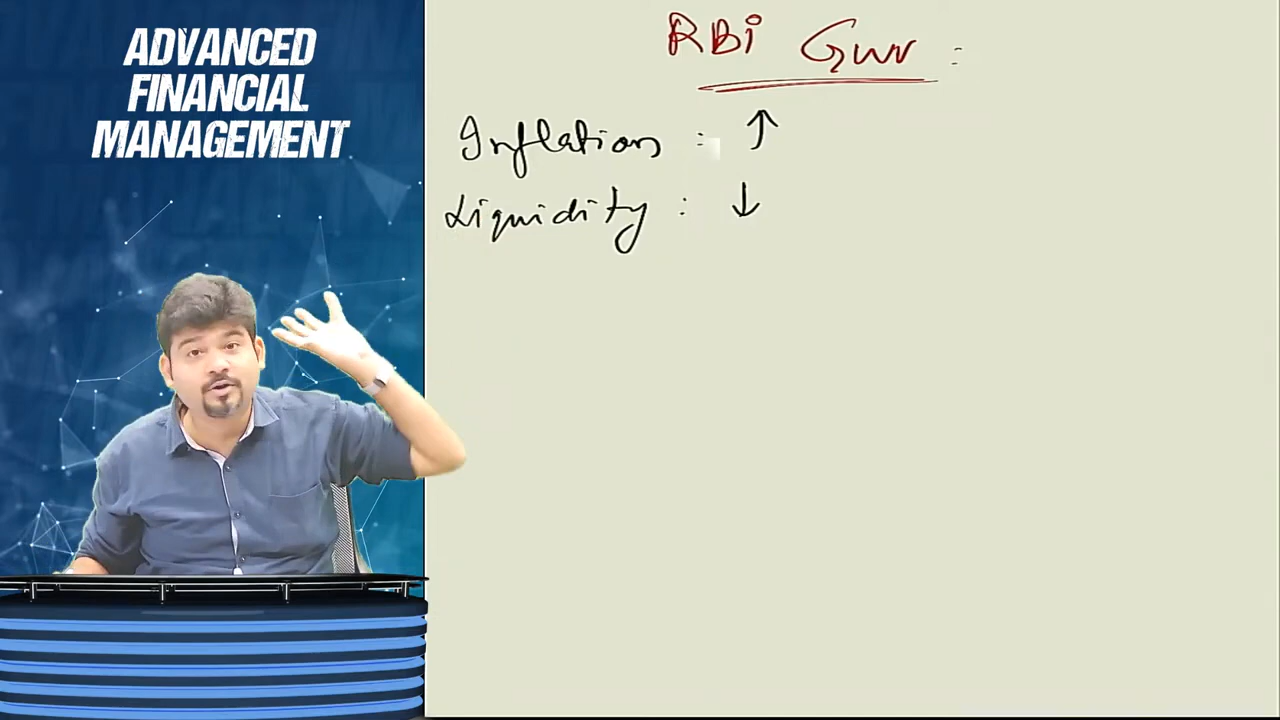 ADVANCED
FINANCIAL
MANAGEMENT
RBi Guv :
Inflation : ↑
Liquidity : ↓